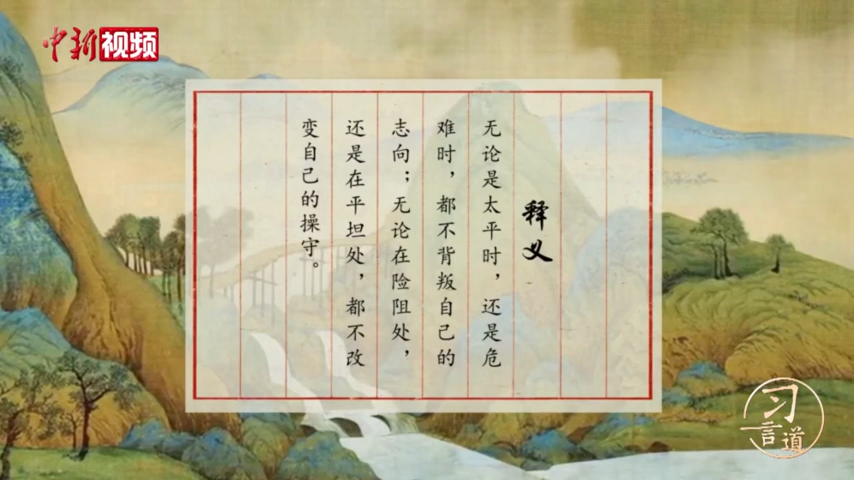 中新视频
释义
无论是太平时，还是危
难时，都不背叛自己的
志向；无论在险阻处，
还是在平坦处，都不改
变自己的操守。
习言道